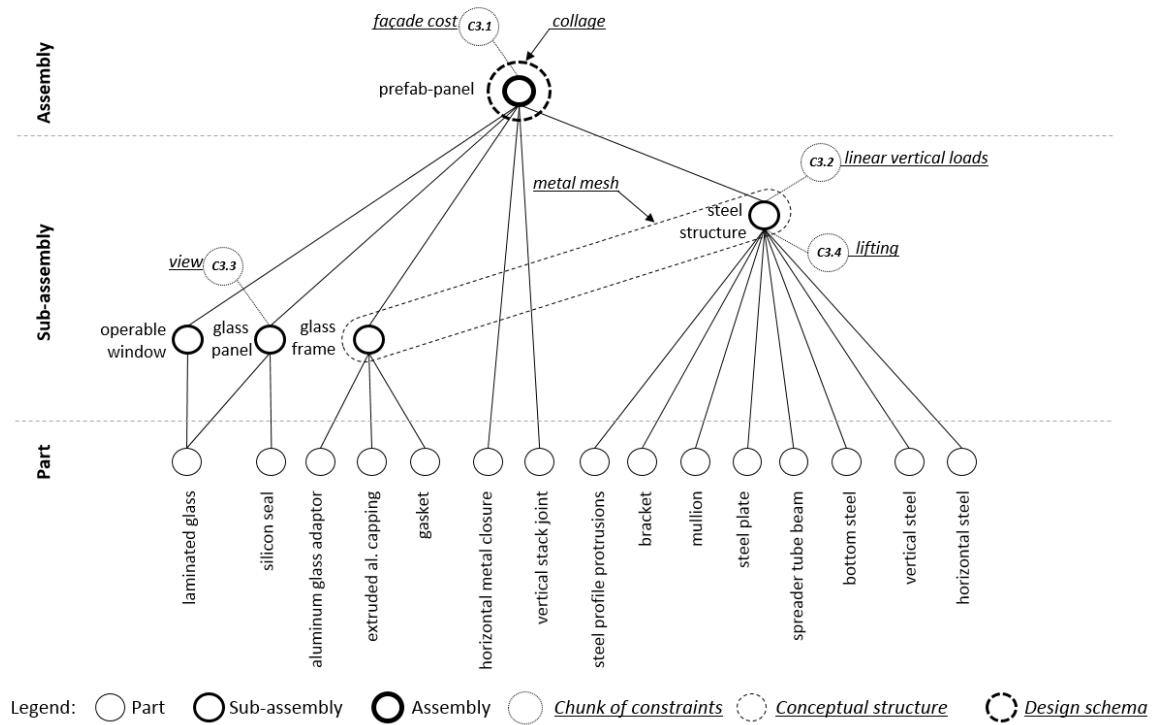 façade cost
C3.1
collage
Assembly
prefab-panel
C3.2
linear vertical loads
metal mesh
steel
structure
C3.4
lifting
Sub-assembly
view
C3.3
operable
window
glass
panel
glass
frame
Part
laminated glass
silicon seal
aluminum glass adaptor
extruded al. capping
gasket
horizontal metal closure
vertical stack joint
steel profile protrusions
bracket
mullion
steel plate
spreader tube beam
bottom steel
vertical steel
horizontal steel
Legend: Part Sub-assembly Assembly Chunk of constraints Conceptual structure Design schema